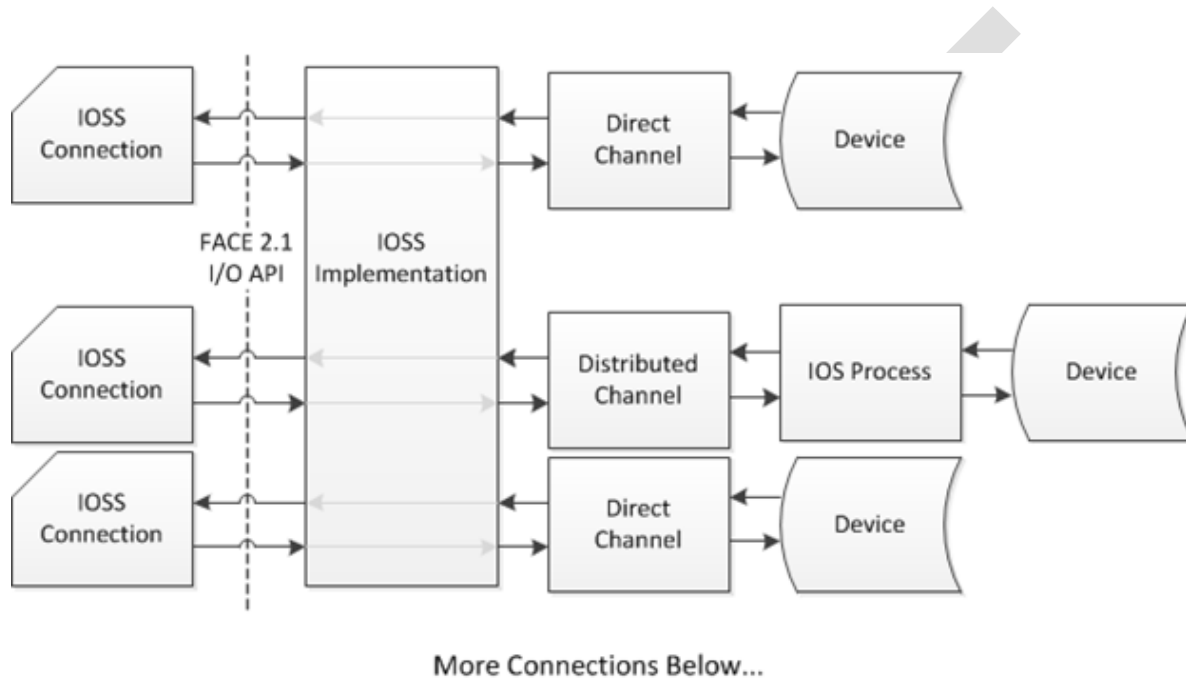 IOSS
Connection
Direct
Channel
Device
FACE 2.1
I/O API
IOSS
Implementation
IOSS
Connection
Distributed
Channel
IOS Process
Device
IOSS
Connection
Direct
Channel
Device
More Connections Below...